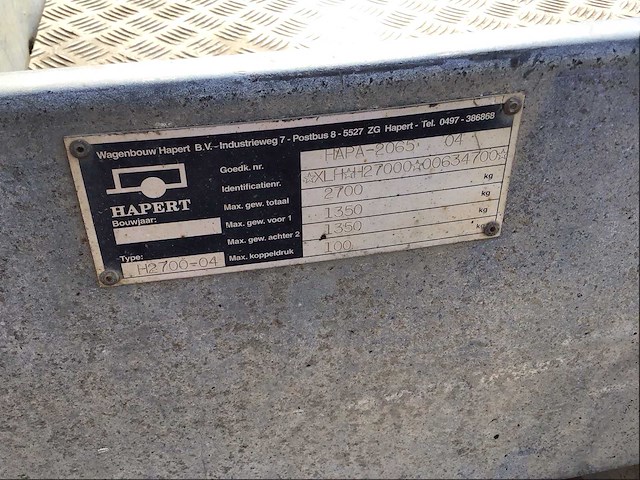 Wagenbouw Hapert B.V. - Industrieweg 7 - Postbus 8 - 5527 ZG Hapert - Tel. 0497 - 386868
HAPERT
Bouwjaar:
Type: H2700-04
Goedk. nr. HAPA-2065 04
Identificatienr. ☆XLHAH27000☆00634700☆
Max. gew. totaal 2700 kg
Max. gew. voor 1 1350 kg
Max. gew. achter 2 1350 kg
Max. koppeldruk 100 kg